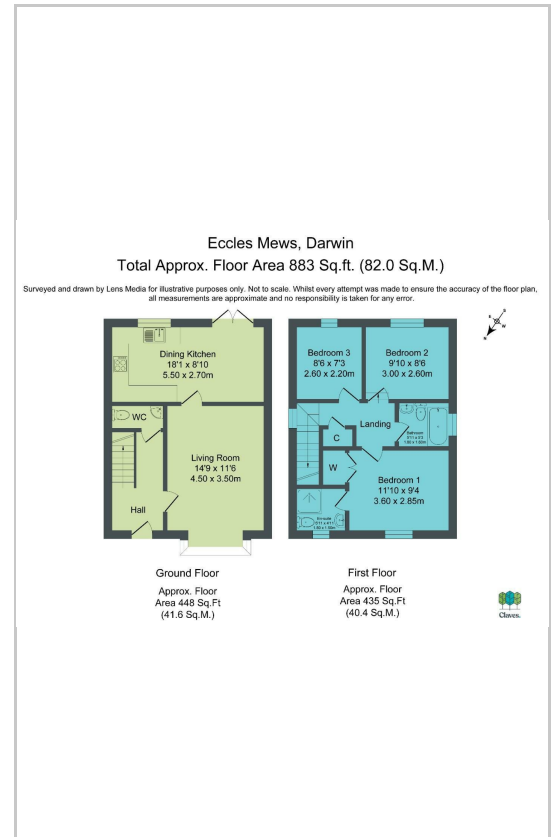 Eccles Mews, Darwin
Total Approx. Floor Area 883 Sq.ft. (82.0 Sq.M.)
Surveyed and drawn by Lens Media for illustrative purposes only. Not to scale. Whilst every attempt was made to ensure the accuracy of the floor plan,
all measurements are approximate and no responsibility is taken for any error.
Dining Kitchen
18'1 x 8'10
5.50 x 2.70m
WC
Living Room
14'9 x 11'6
4.50 x 3.50m
Hall
Bedroom 3
8'6 x 7'3
2.60 x 2.20m
Bedroom 2
9'10 x 8'6
3.00 x 2.60m
Landing
C
Bathroom
W
Bedroom 1
11'10 x 9'4
3.60 x 2.85m
En-suite
Ground Floor
Approx. Floor
Area 448 Sq.Ft
(41.6 Sq.M.)
First Floor
Approx. Floor
Area 435 Sq.Ft
(40.4 Sq.M.)
Claves.